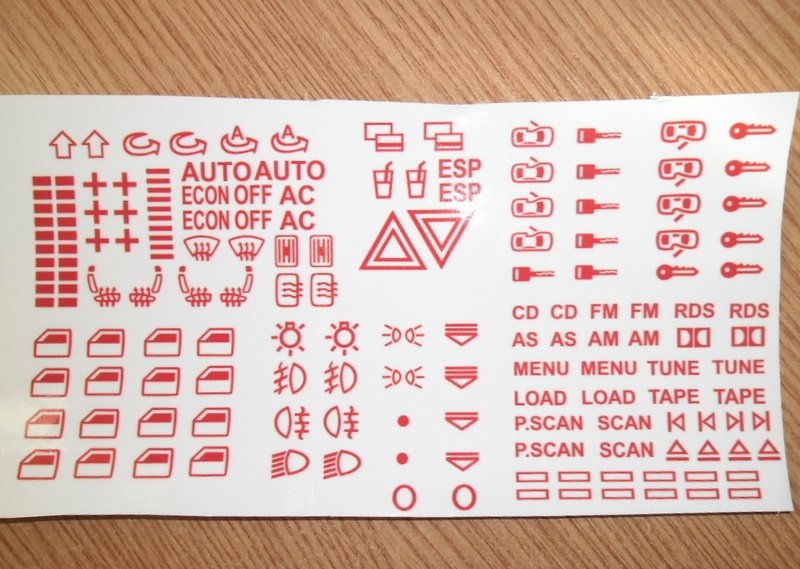 A A
AUTO AUTO
ECON OFF AC
ECON OFF AC
ESP
ESP
CD CD FM FM RDS RDS
AS AS AM AM
MENU MENU TUNE TUNE
LOAD LOAD TAPE TAPE
P.SCAN SCAN
P.SCAN SCAN
O O